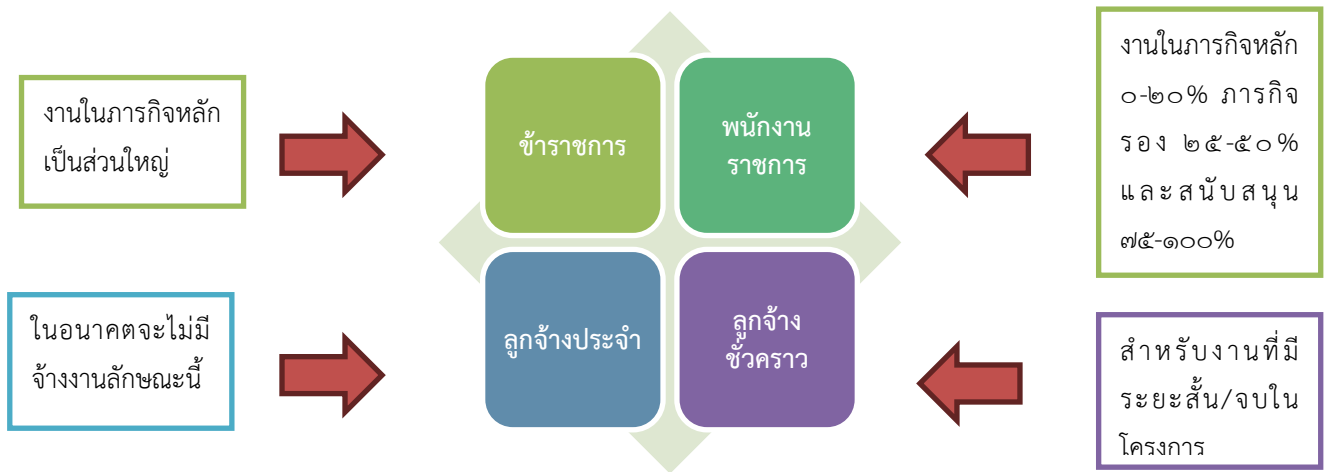 งานในภารกิจหลัก
เป็นส่วนใหญ่
ข้าราชการ
พนักงาน
ราชการ
งานในภารกิจหลัก
๐-๒๐% ภารกิจ
รอง ๒๕-๕๐%
และสนับสนุน
๗๕-๑๐๐%
ในอนาคตจะไม่มี
จ้างงานลักษณะนี้
ลูกจ้างประจำ
ลูกจ้าง
ชั่วคราว
สำหรับงานที่มี
ระยะสั้น/จบใน
โครงการ